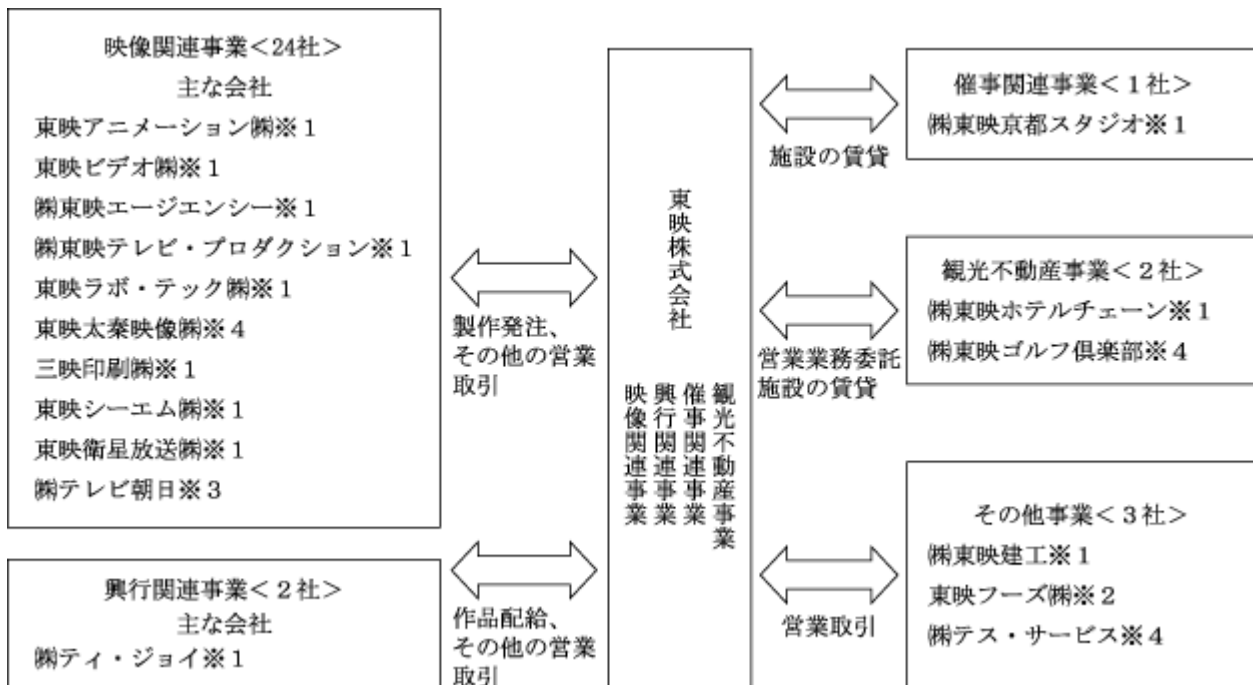 映像関連事業＜24社＞
主な会社
東映アニメーション㈱※１
東映ビデオ㈱※１
㈱東映エージエンシー※１
㈱東映テレビ・プロダクション※１
東映ラボ・テック㈱※１
東映太秦映像㈱※４
三映印刷㈱※１
東映シーエム㈱※１
東映衛星放送㈱※１
㈱テレビ朝日※３
興行関連事業＜２社＞
主な会社
㈱ティ・ジョイ※１
製作発注、
その他の営業
取引
作品配給、
その他の営業
取引
東映株式会社
観光不動産事業
催事関連事業
興行関連事業
映像関連事業
施設の賃貸
営業業務委託
施設の賃貸
営業取引
催事関連事業＜１社＞
㈱東映京都スタジオ※１
観光不動産事業＜２社＞
㈱東映ホテルチェーン※１
㈱東映ゴルフ倶楽部※４
その他事業＜３社＞
㈱東映建工※１
東映フーズ㈱※２
㈱テス・サービス※４